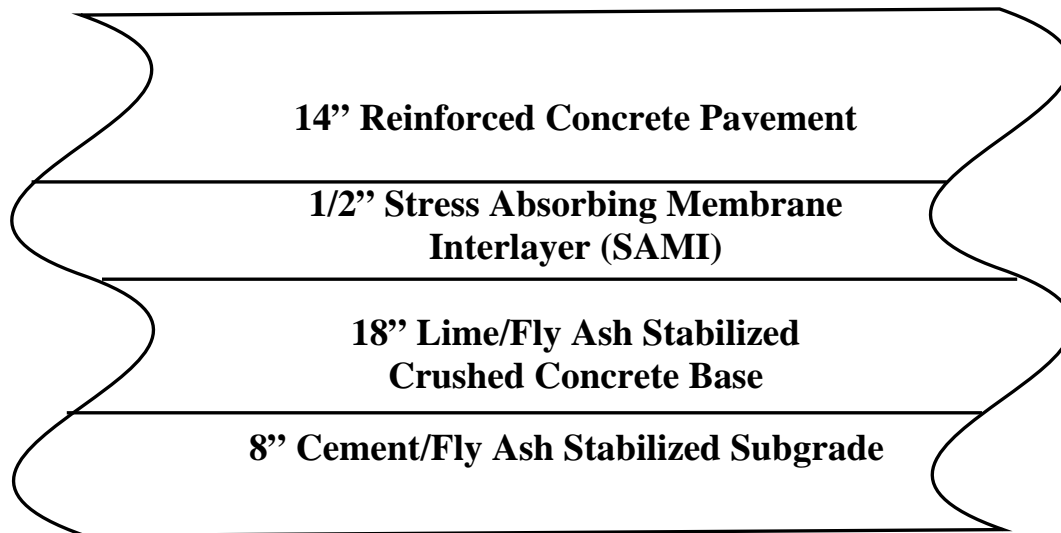 14” Reinforced Concrete Pavement
1/2” Stress Absorbing Membrane
Interlayer (SAMI)
18” Lime/Fly Ash Stabilized
Crushed Concrete Base
8” Cement/Fly Ash Stabilized Subgrade